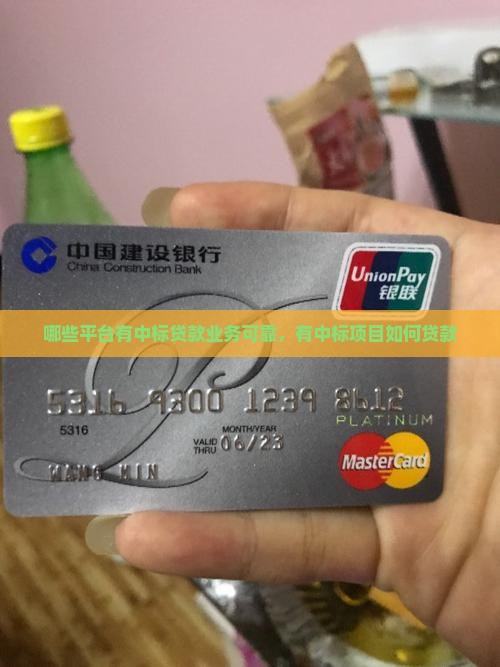 中国建设银行
China Construction Bank
UnionPay
银联
哪些平台有中标贷款业务可靠，有中标项目如何贷款
5316 9300 1239 8612
PLATINUM
5316
MONTH/YEAR
VALID THRU 06/23
WANG
MasterCard